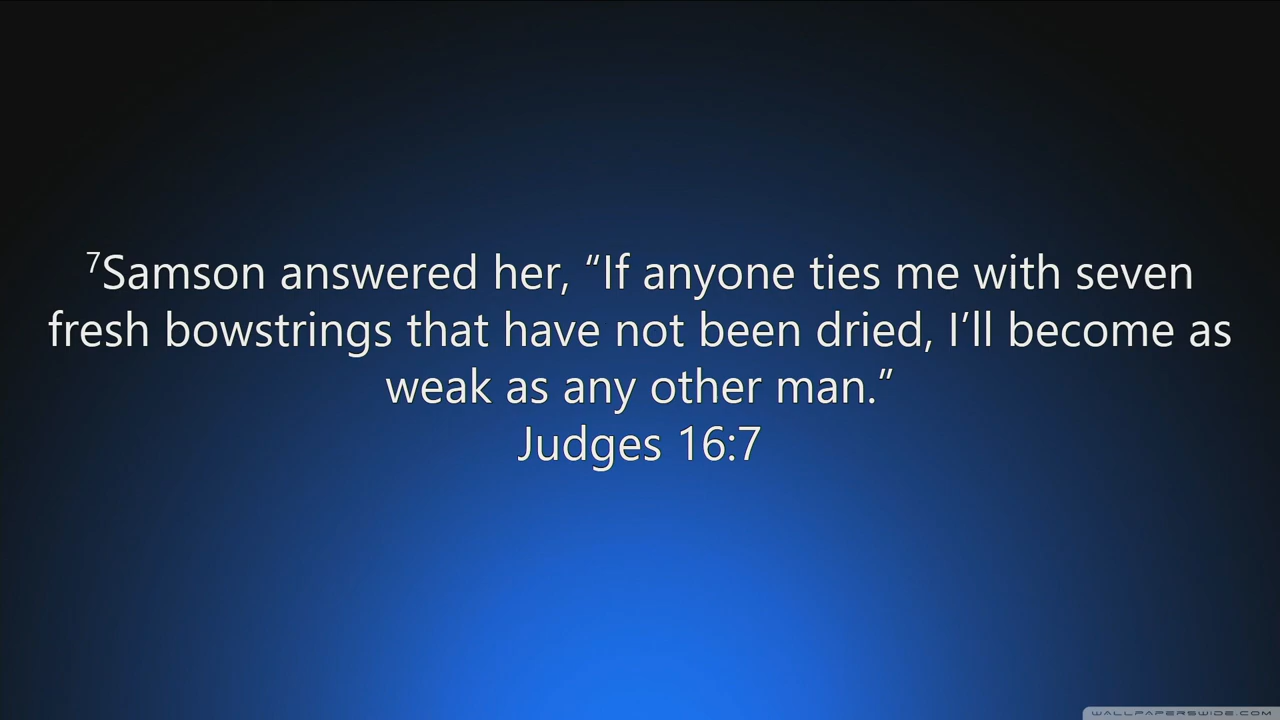 ⁷Samson answered her, “If anyone ties me with seven
fresh bowstrings that have not been dried, I’ll become as
weak as any other man.”
Judges 16:7
WALLPAPERSWIDE.COM